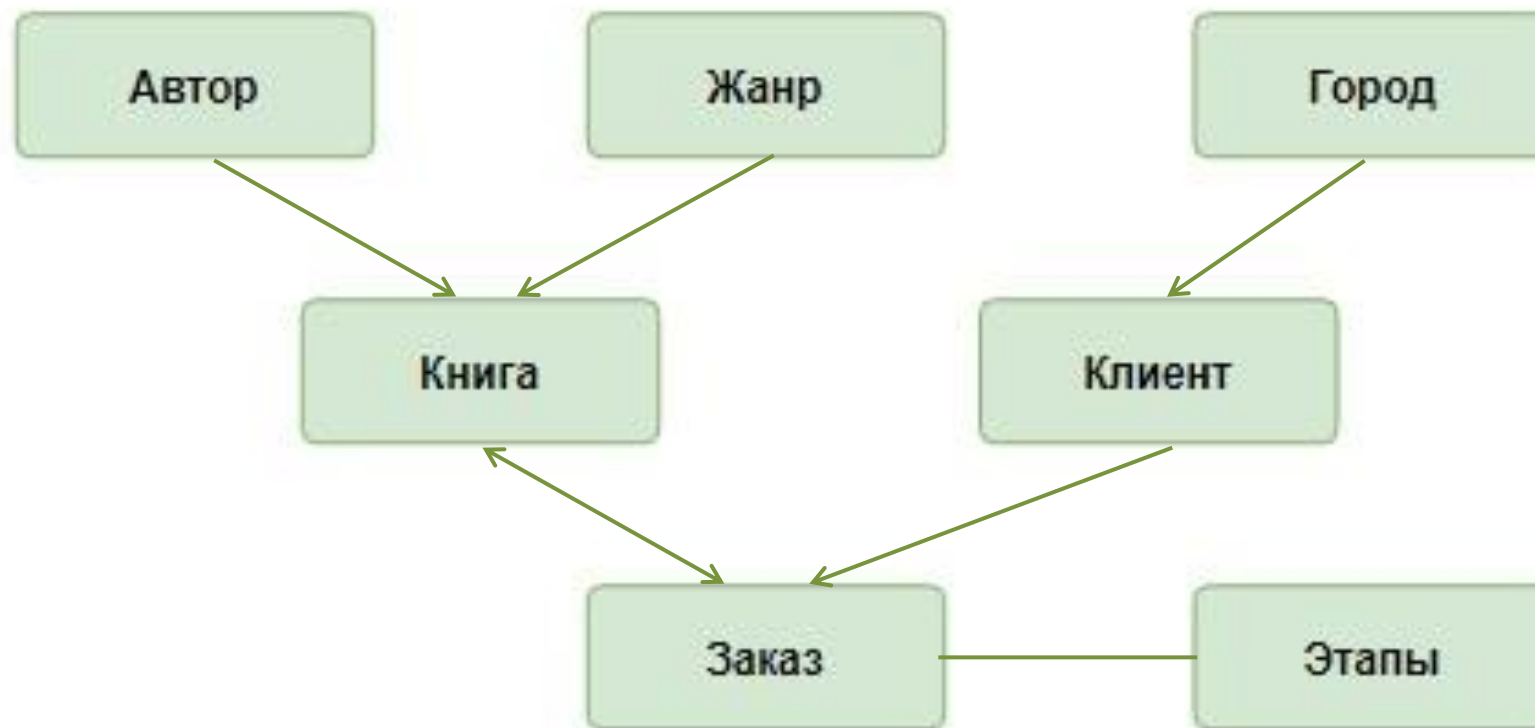 Автор
Жанр
Город
Книга
Клиент
Заказ
Этапы